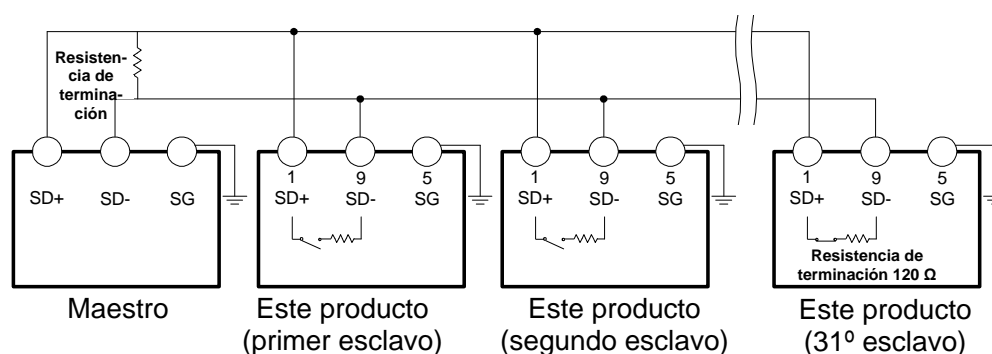 Resisten-
cia de
termina-
ción
1 9 5
1 9 5
1 9 5
SD+ SD- SG
SD+ SD- SG
SD+ SD- SG
SD+ SD- SG
Resistencia de
terminación 120 Ω
Maestro
Este producto
(primer esclavo)
Este producto
(segundo esclavo)
Este producto
(31º esclavo)